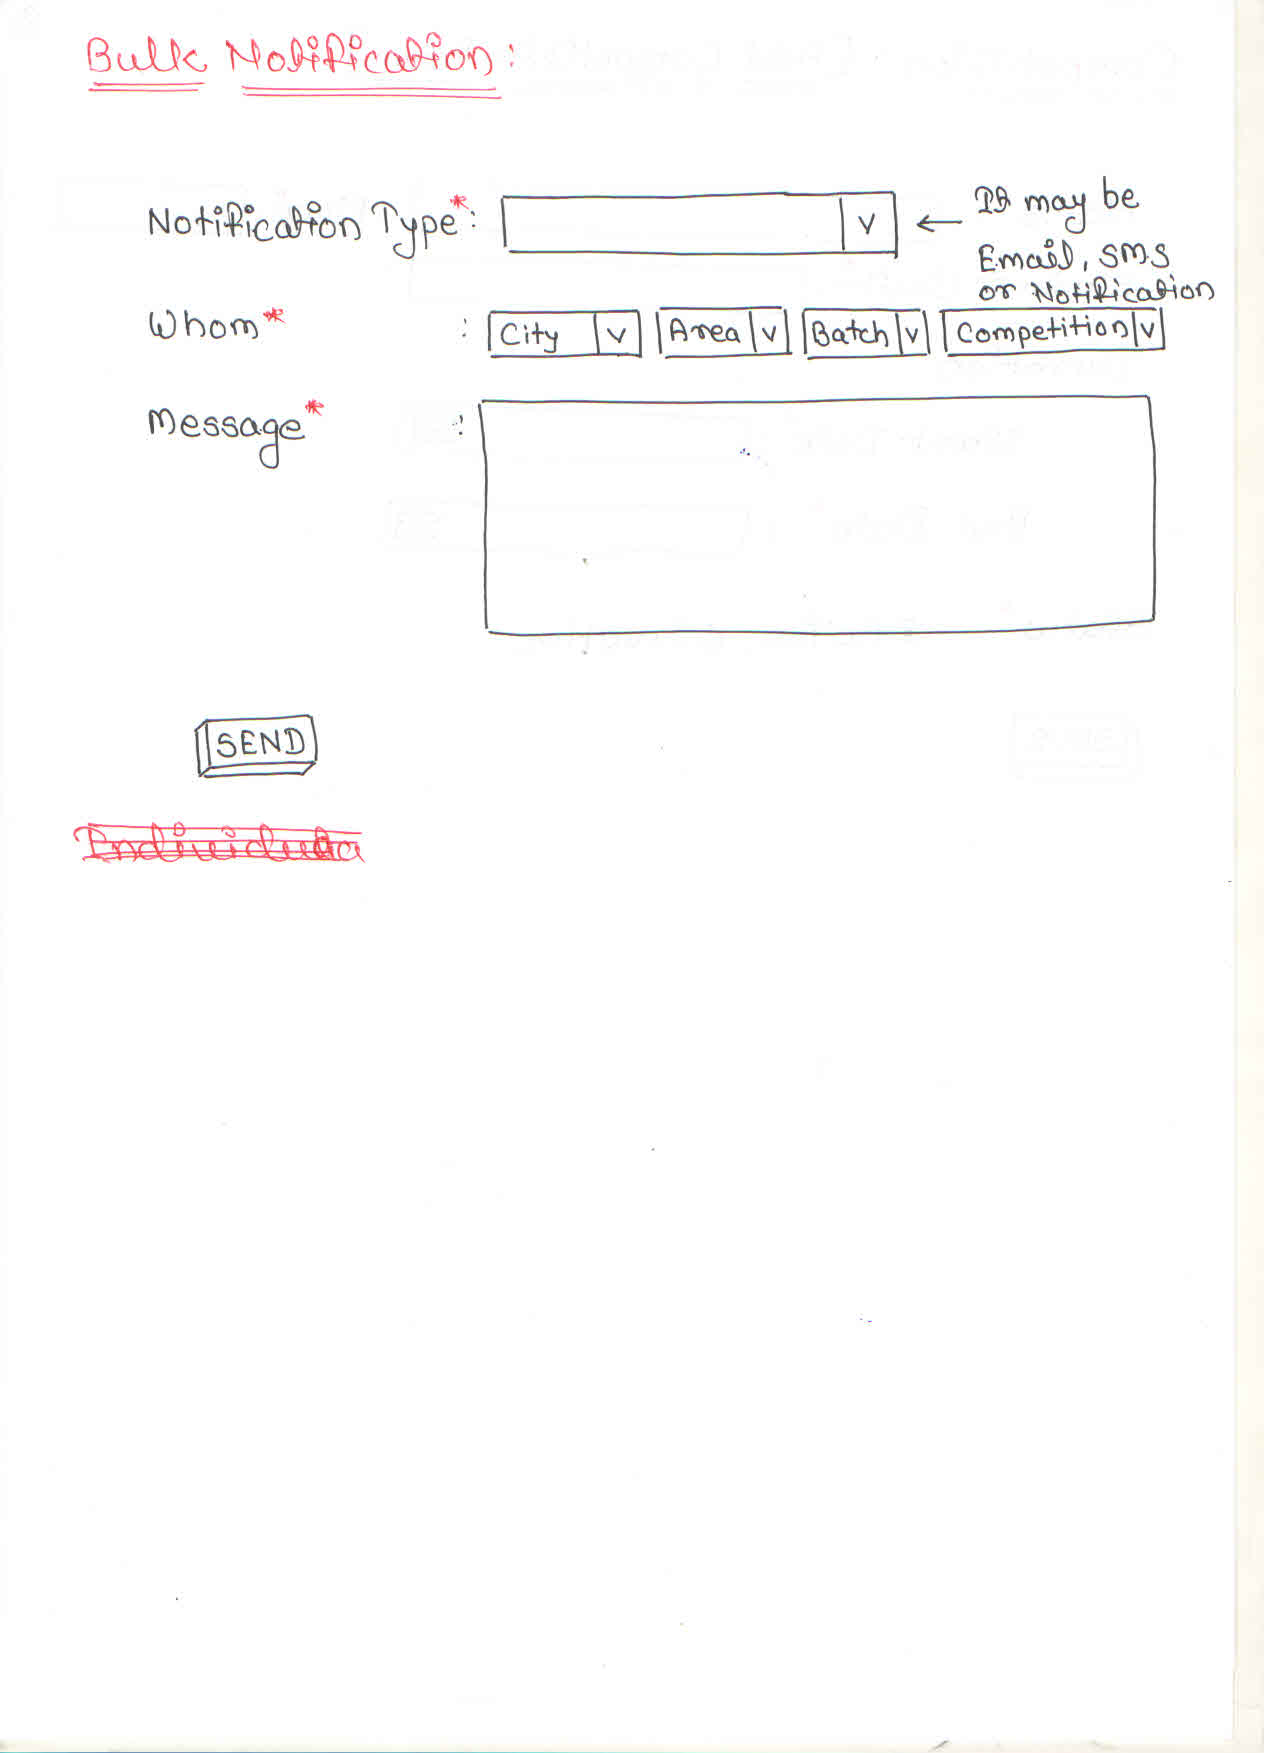 Bulk Notification:
Notification Type*: v ← It may be
Email, SMS
or Notification
Whom* : City v Area v Batch v Competition v
Message* :
SEND